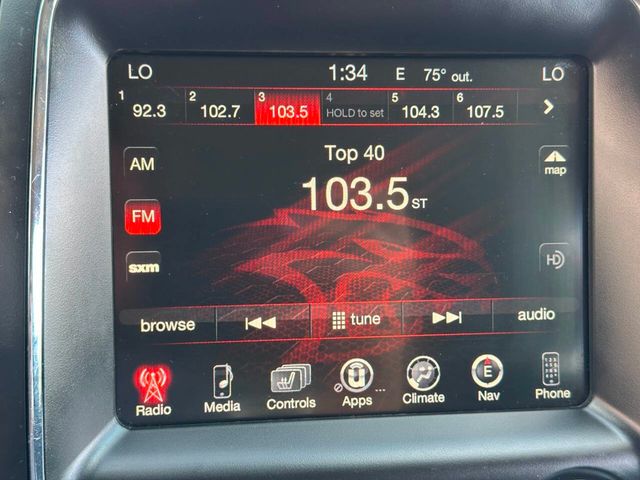 LO 1:34 E 75° out. LO
1 92.3 2 102.7 3 103.5 4 HOLD to set 5 104.3 6 107.5
Top 40
AM
map
103.5 ST
FM
sxm
HD
browse tune audio
Radio Media Controls Apps Climate E Nav Phone